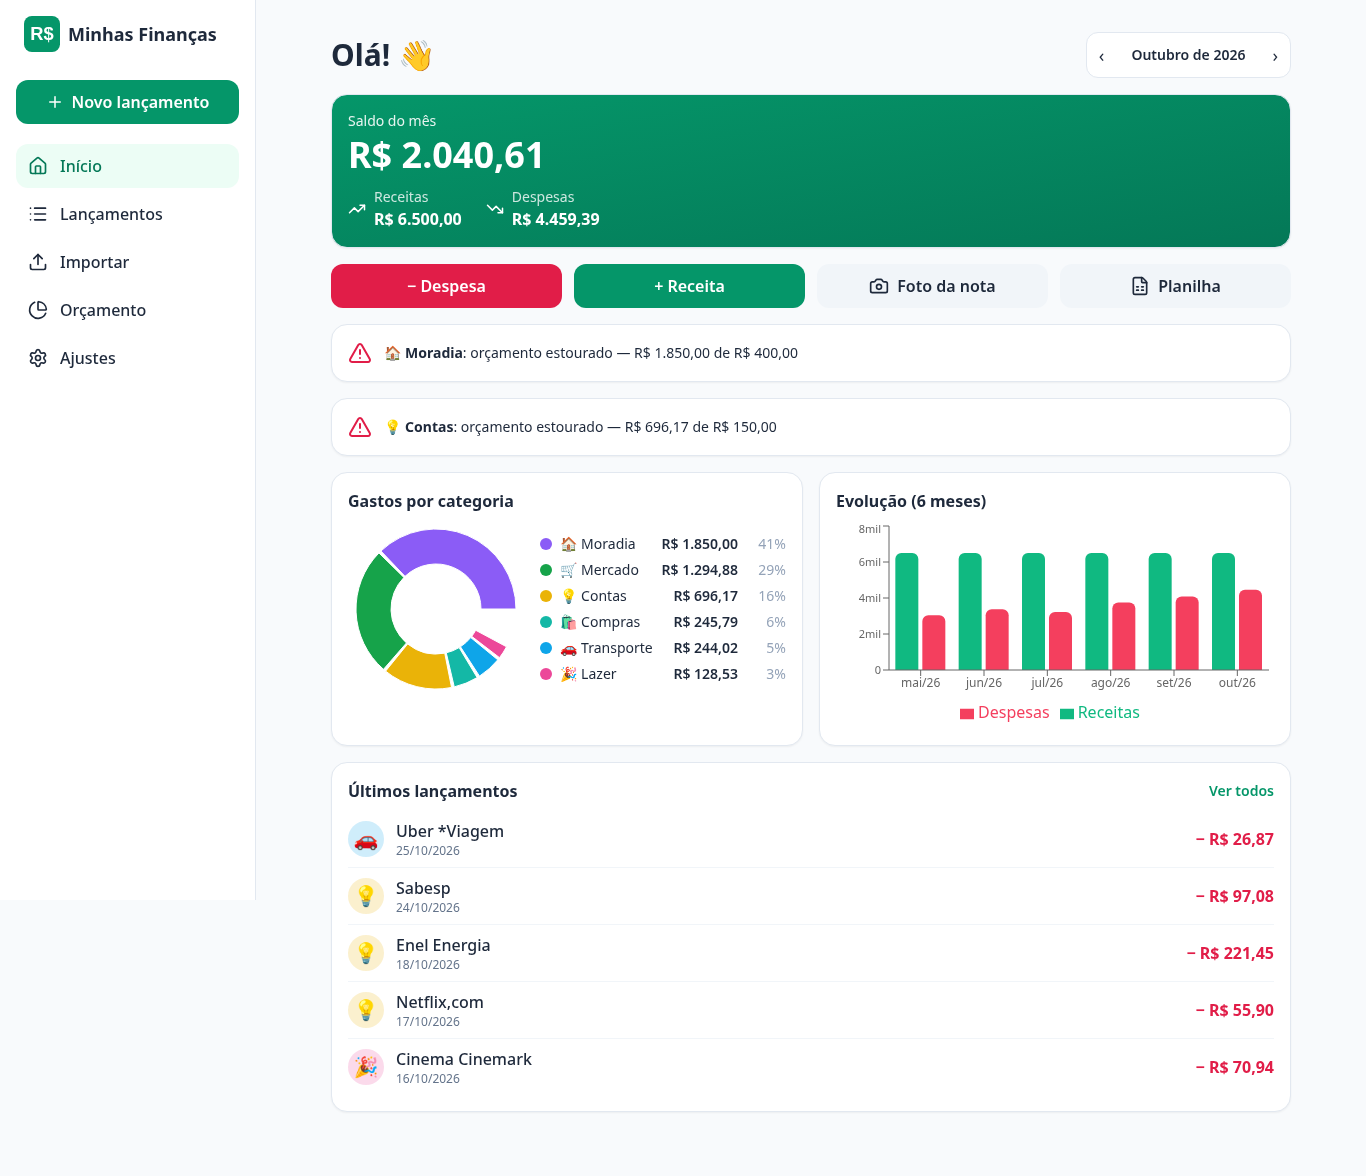 R$ Minhas Finanças
+ Novo lançamento
Início
Lançamentos
Importar
Orçamento
Ajustes
Olá! 👋
‹ Outubro de 2026 ›
Saldo do mês
R$ 2.040,61
Receitas
R$ 6.500,00
Despesas
R$ 4.459,39
− Despesa
+ Receita
Foto da nota
Planilha
🏠 Moradia: orçamento estourado — R$ 1.850,00 de R$ 400,00
💡 Contas: orçamento estourado — R$ 696,17 de R$ 150,00
Gastos por categoria
🏠 Moradia R$ 1.850,00 41%
🛒 Mercado R$ 1.294,88 29%
💡 Contas R$ 696,17 16%
🛍️ Compras R$ 245,79 6%
🚗 Transporte R$ 244,02 5%
🎉 Lazer R$ 128,53 3%
Evolução (6 meses)
8mil
6mil
4mil
2mil
0
mai/26 jun/26 jul/26 ago/26 set/26 out/26
Despesas Receitas
Últimos lançamentos
Ver todos
Uber *Viagem
25/10/2026
− R$ 26,87
Sabesp
24/10/2026
− R$ 97,08
Enel Energia
18/10/2026
− R$ 221,45
Netflix,com
17/10/2026
− R$ 55,90
Cinema Cinemark
16/10/2026
− R$ 70,94